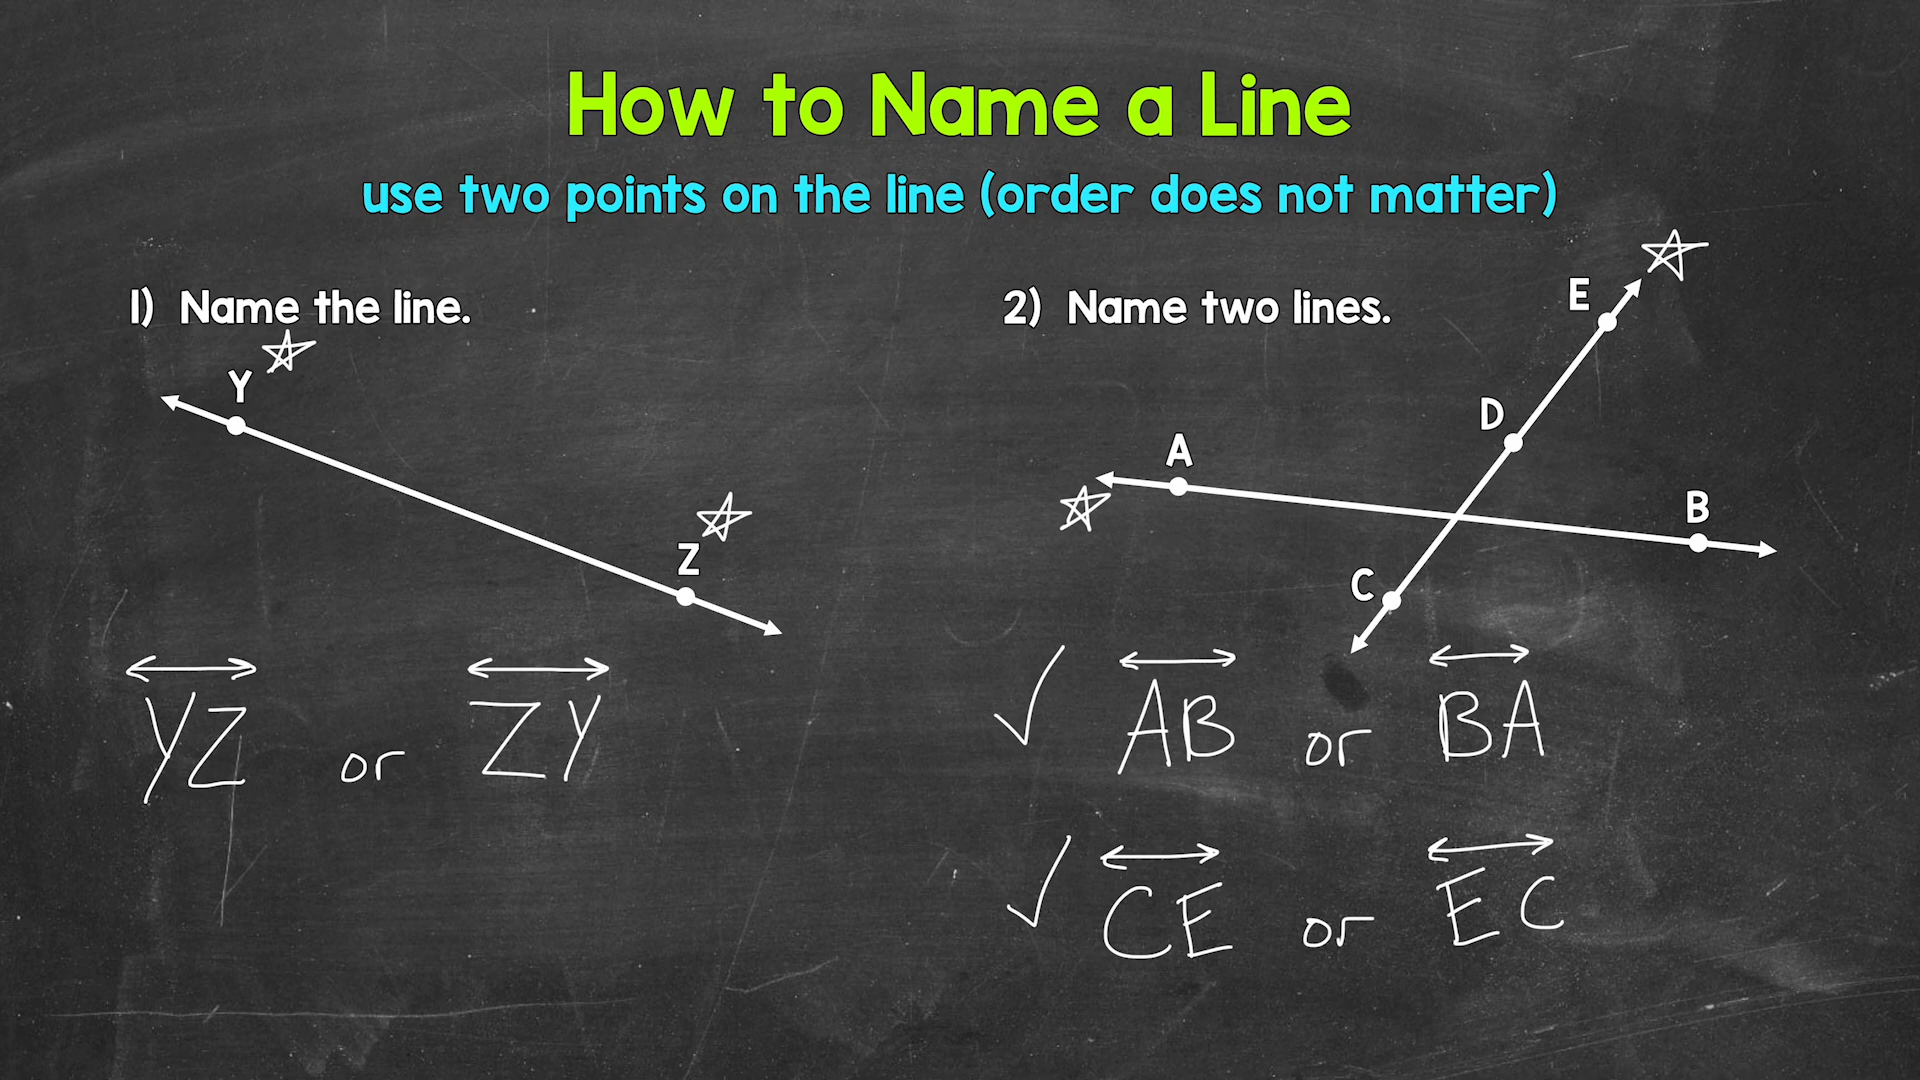 How to Name a Line
use two points on the line (order does not matter)
1) Name the line.
Y
Z
YZ or ZY
2) Name two lines.
E
D
A
B
C
AB or BA
CE or EC